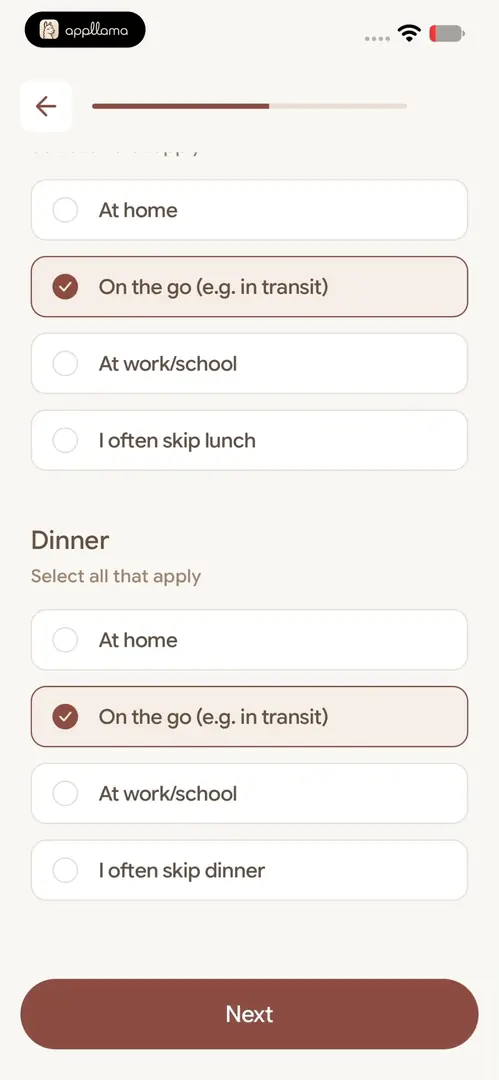 appllama
At home
On the go (e.g. in transit)
At work/school
I often skip lunch
Dinner
Select all that apply
At home
On the go (e.g. in transit)
At work/school
I often skip dinner
Next